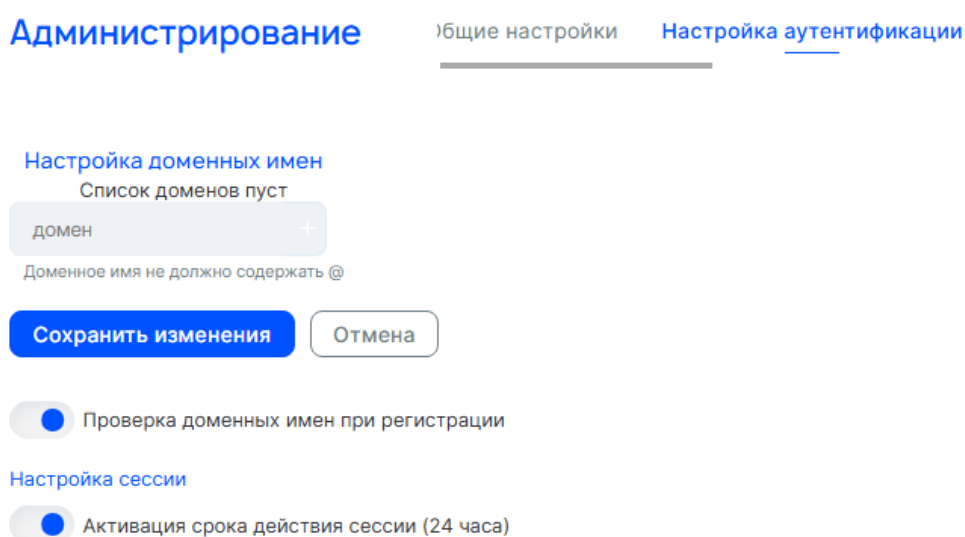 Администрирование
Общие настройки
Настройка аутентификации
Настройка доменных имен
Список доменов пуст
домен
Доменное имя не должно содержать @
Сохранить изменения
Отмена
Проверка доменных имен при регистрации
Настройка сессии
Активация срока действия сессии (24 часа)